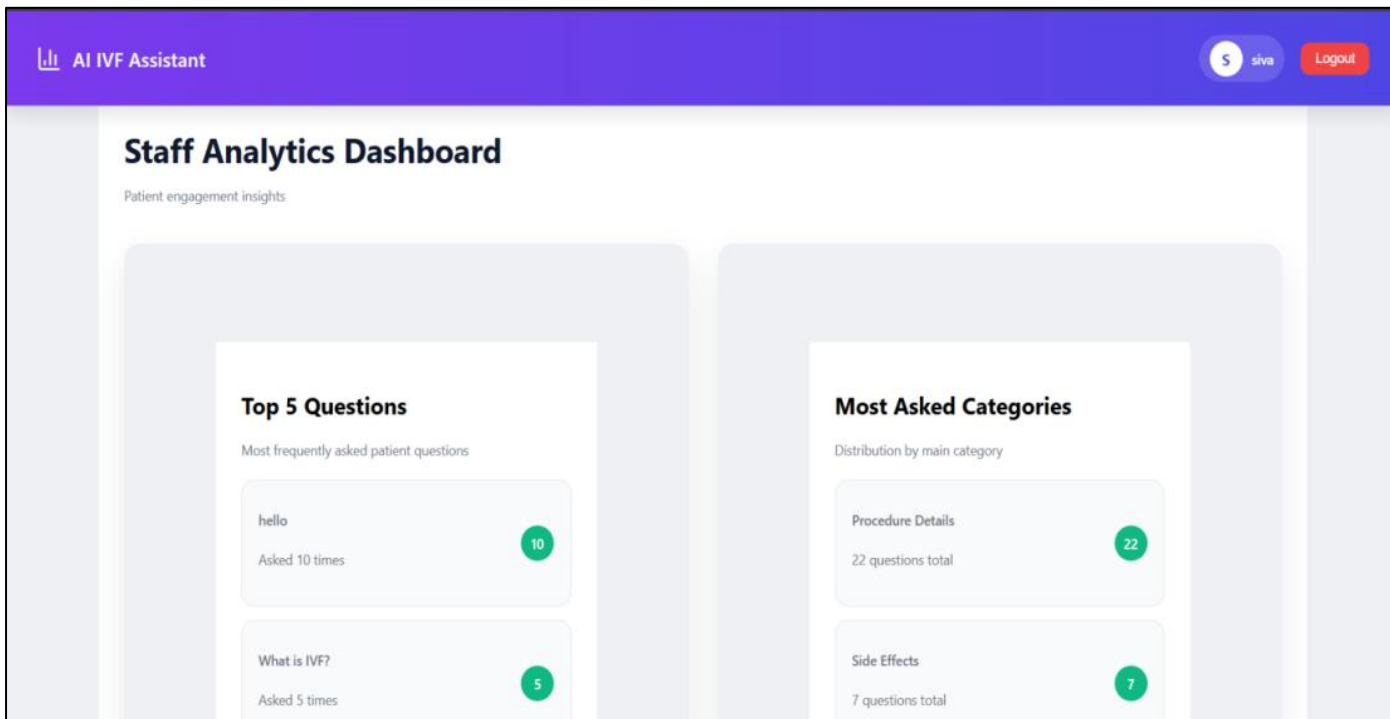 AI IVF Assistant
S siva
Logout
Staff Analytics Dashboard
Patient engagement insights
Top 5 Questions
Most frequently asked patient questions
hello
Asked 10 times
10
What is IVF?
Asked 5 times
5
Most Asked Categories
Distribution by main category
Procedure Details
22 questions total
22
Side Effects
7 questions total
7